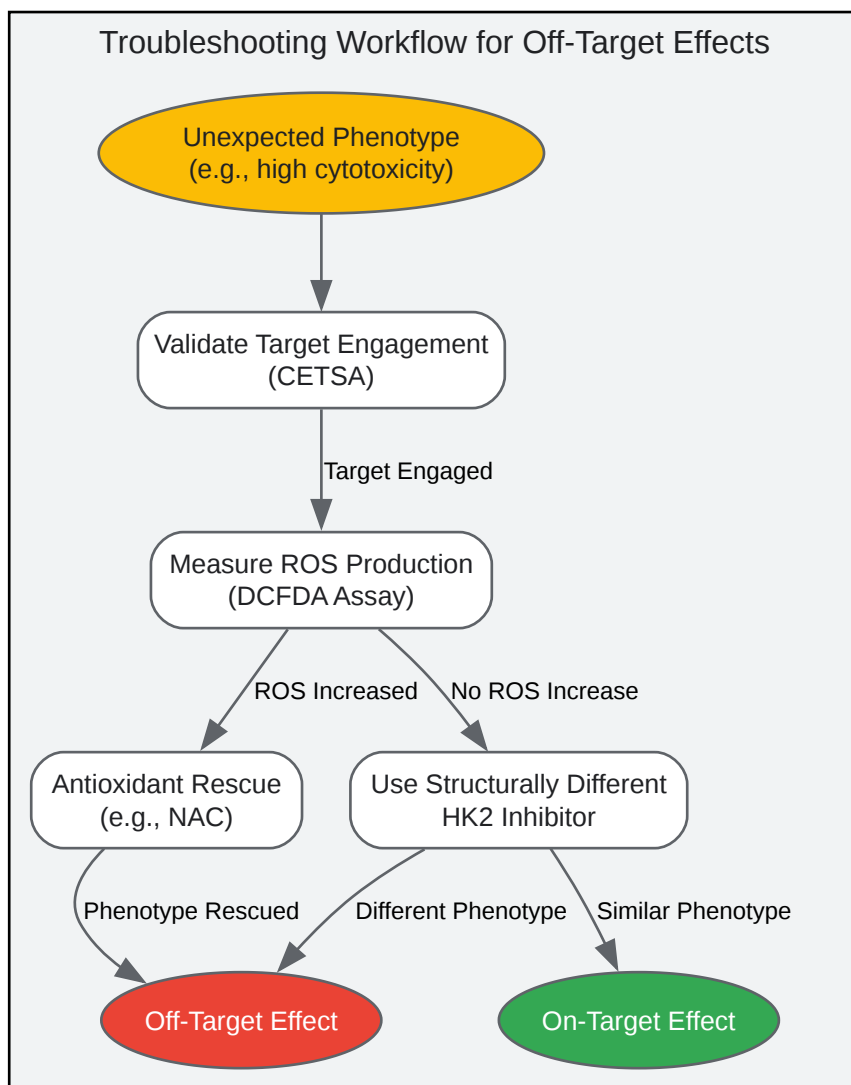 Troubleshooting Workflow for Off-Target Effects
Unexpected Phenotype
(e.g., high cytotoxicity)
Validate Target Engagement
(CETSA)
Target Engaged
Measure ROS Production
(DCFDA Assay)
ROS Increased
No ROS Increase
Antioxidant Rescue
(e.g., NAC)
Use Structurally Different
HK2 Inhibitor
Phenotype Rescued
Different Phenotype
Similar Phenotype
Off-Target Effect
On-Target Effect